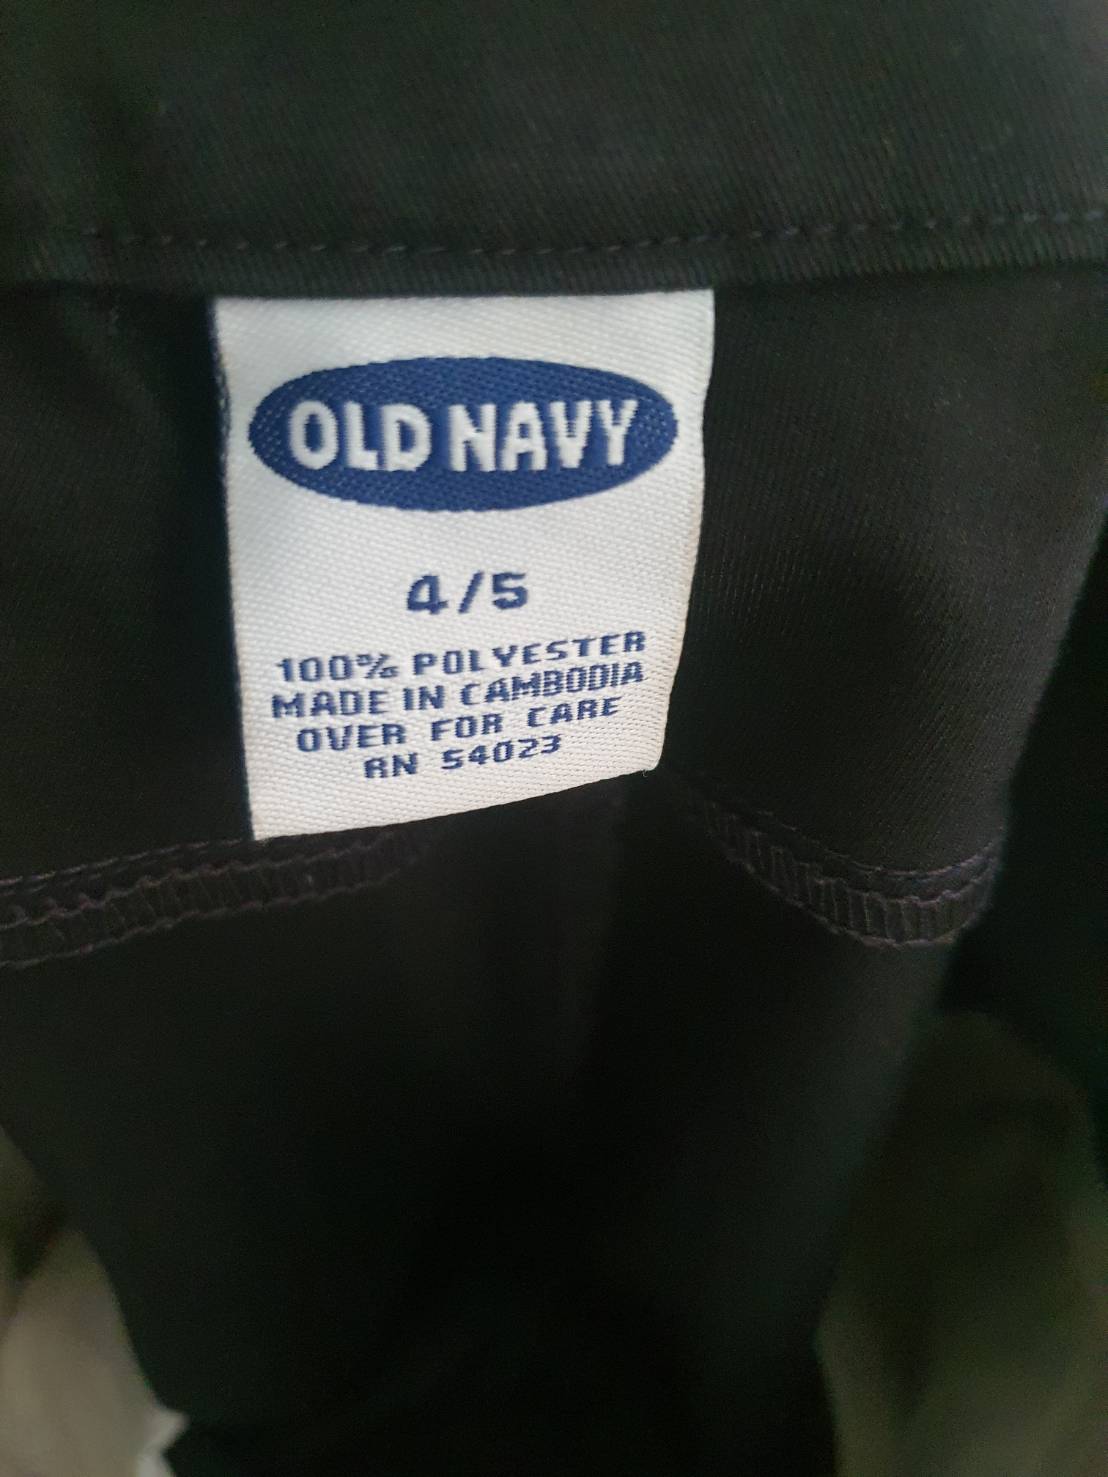 OLD NAVY
4/5
100% POLYESTER
MADE IN CAMBODIA
OVER FOR CARE
RN 54023